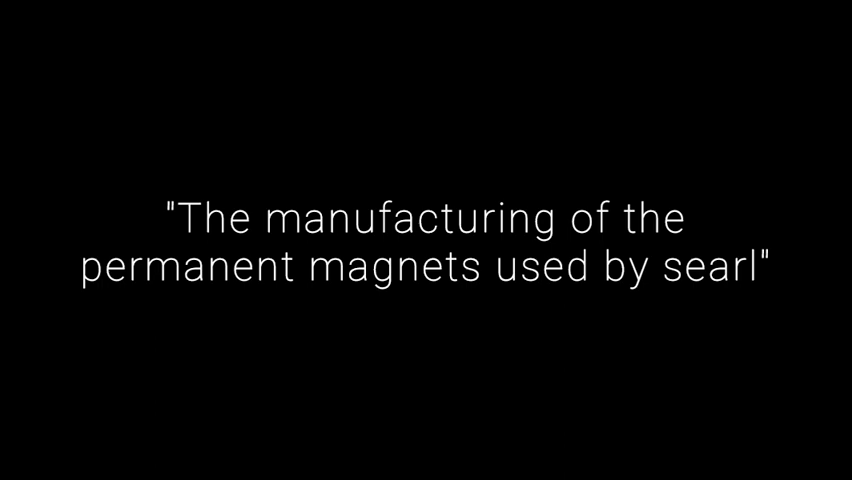 "The manufacturing of the
permanent magnets used by searl"